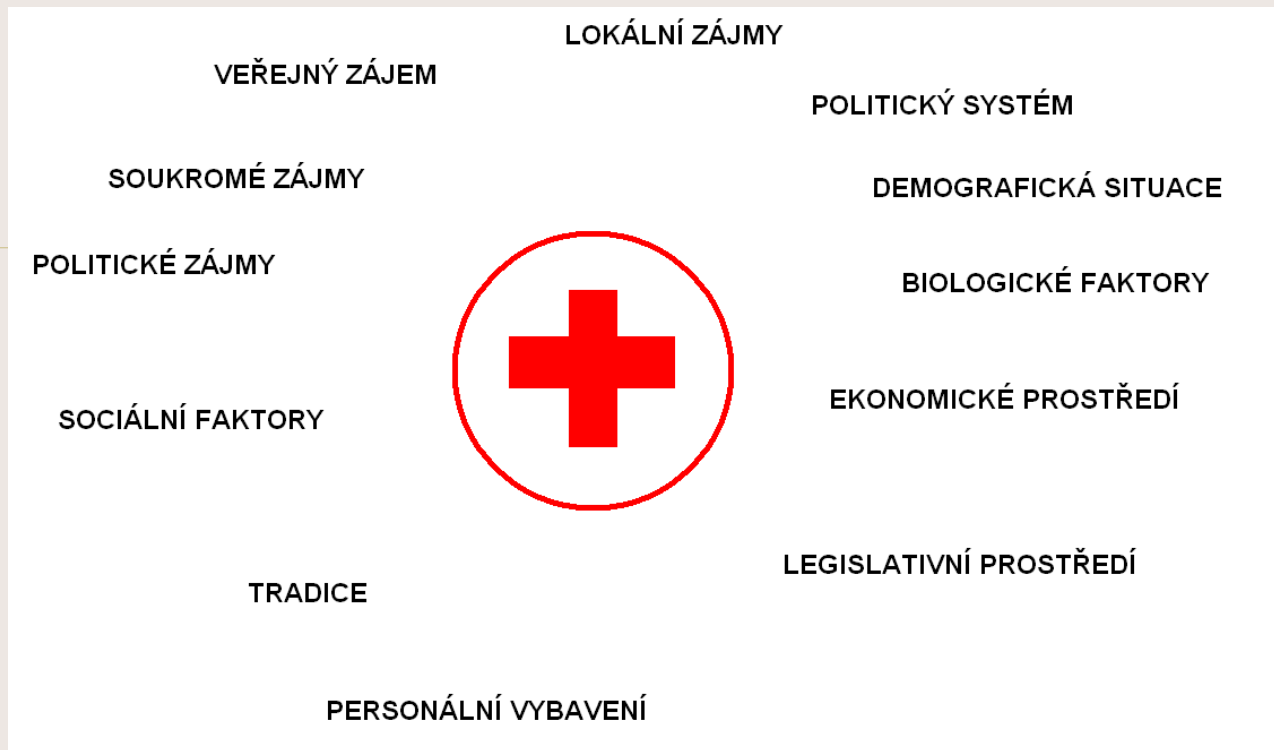 LOKÁLNÍ ZÁJMY
VEŘEJNÝ ZÁJEM
POLITICKÝ SYSTÉM
SOUKROMÉ ZÁJMY
DEMOGRAFICKÁ SITUACE
POLITICKÉ ZÁJMY
BIOLOGICKÉ FAKTORY
EKONOMICKÉ PROSTŘEDÍ
SOCIÁLNÍ FAKTORY
LEGISLATIVNÍ PROSTŘEDÍ
TRADICE
PERSONÁLNÍ VYBAVENÍ